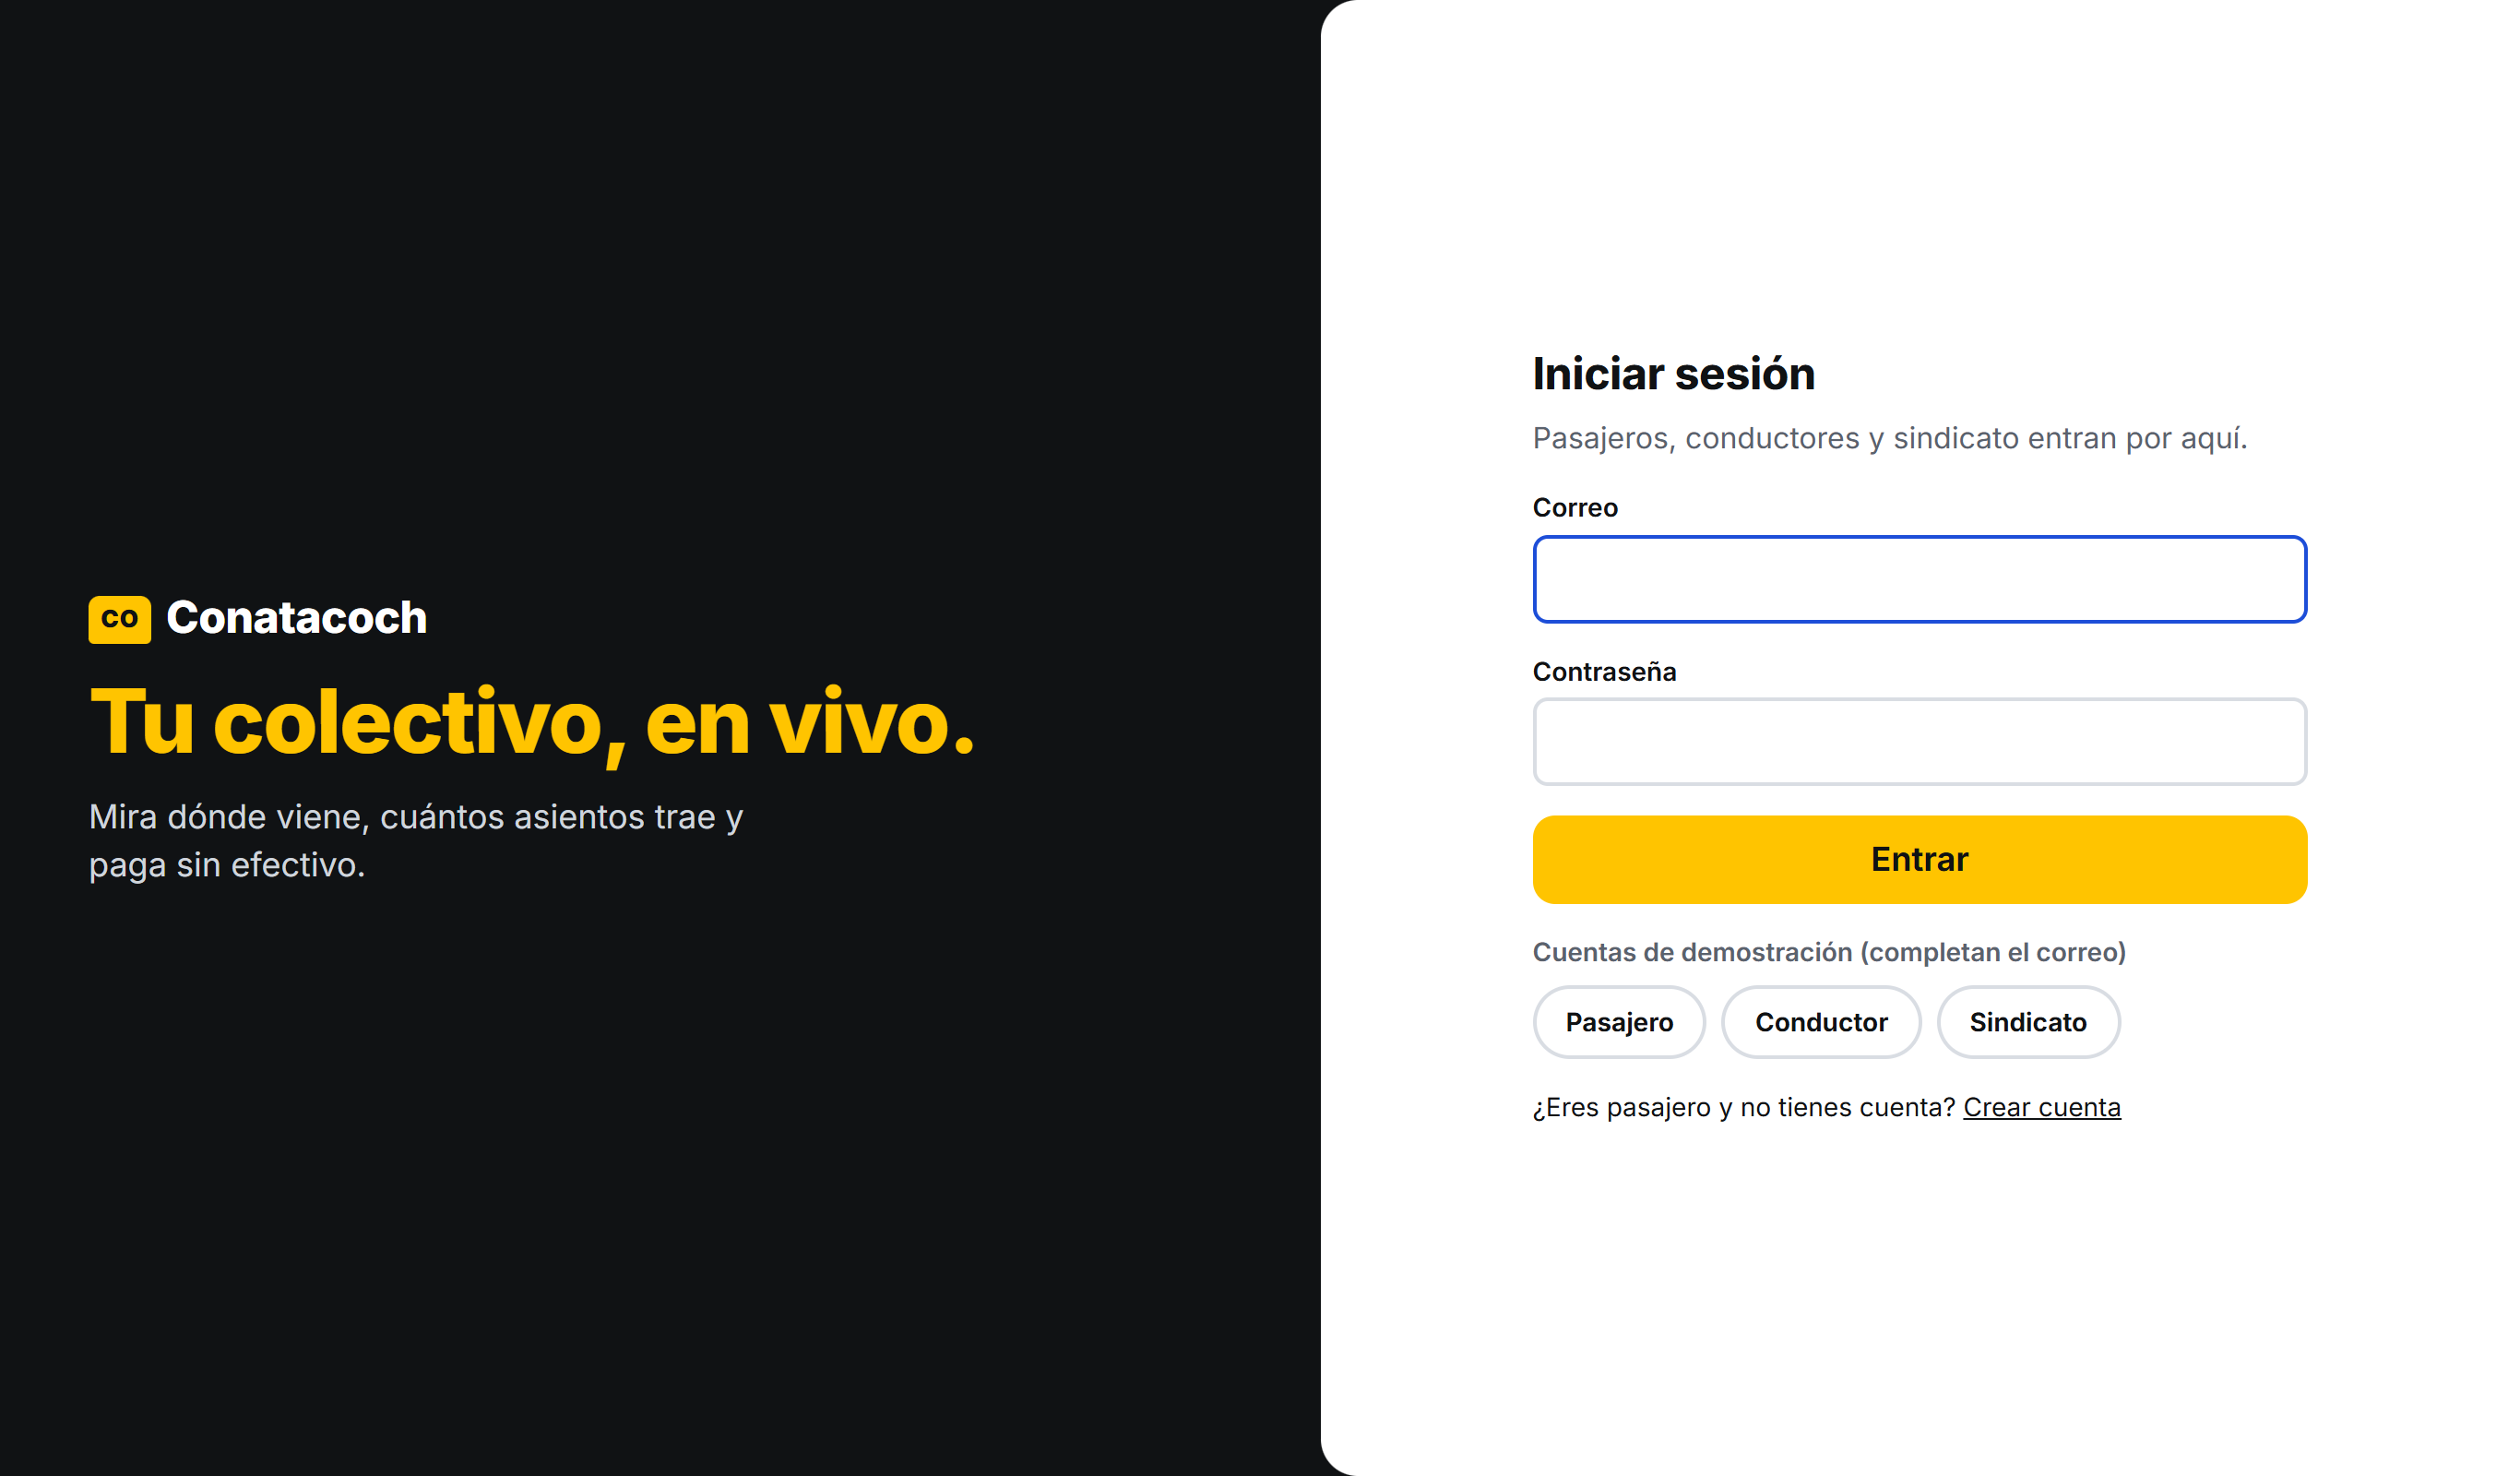 co Conatacoch
Tu colectivo, en vivo.
Mira dónde viene, cuántos asientos trae y
paga sin efectivo.
Iniciar sesión
Pasajeros, conductores y sindicato entran por aquí.
Correo
Contraseña
Entrar
Cuentas de demostración (completan el correo)
Pasajero Conductor Sindicato
¿Eres pasajero y no tienes cuenta? Crear cuenta